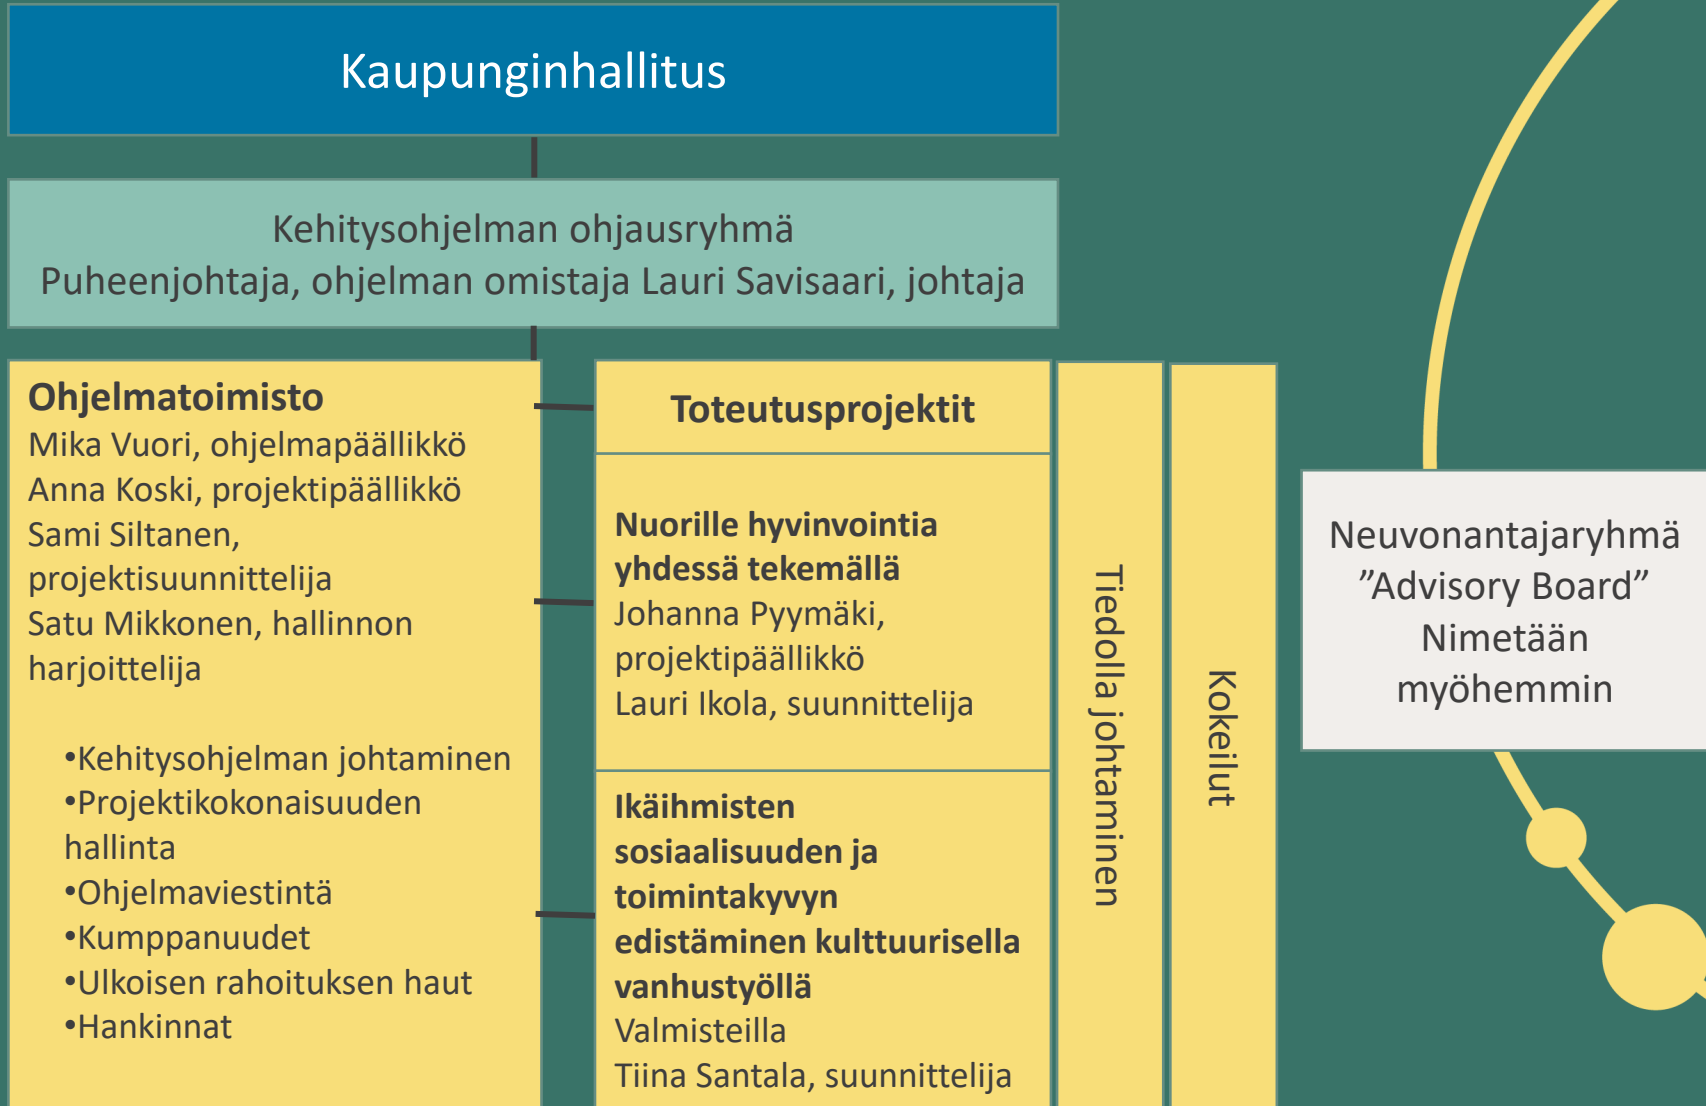 Kaupunginhallitus
Kehitysohjelman ohjausryhmä
Puheenjohtaja, ohjelman omistaja Lauri Savisaari, johtaja
Ohjelmatoimisto
Mika Vuori, ohjelmapäällikkö
Anna Koski, projektipäällikkö
Sami Siltanen,
projektisuunnittelija
Satu Mikkonen, hallinnon
harjoittelija
•Kehitysohjelman johtaminen
•Projektikokonaisuuden
hallinta
•Ohjelmaviestintä
•Kumppanuudet
•Ulkoisen rahoituksen haut
•Hankinnat
Toteutusprojektit
Nuorille hyvinvointia
yhdessä tekemällä
Johanna Pyymäki,
projektipäällikkö
Lauri Ikola, suunnittelija
Ikäihmisten
sosiaalisuuden ja
toimintakyvyn
edistäminen kulttuurisella
vanhustyöllä
Valmisteilla
Tiina Santala, suunnittelija
Tiedolla johtaminen
Kokeilut
Neuvonantajaryhmä
”Advisory Board”
Nimetään
myöhemmin